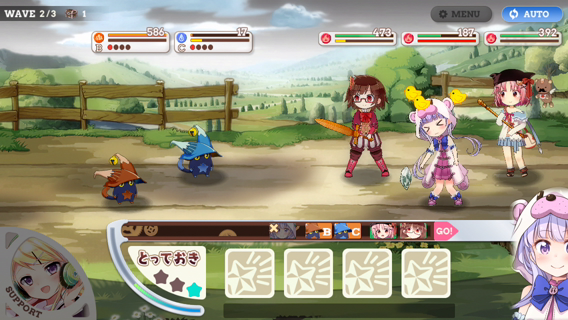 WAVE 2/3 1
MENU
AUTO
586
B
17
C
473
187
392
B
C
GO!
とっておき
SUPPORT